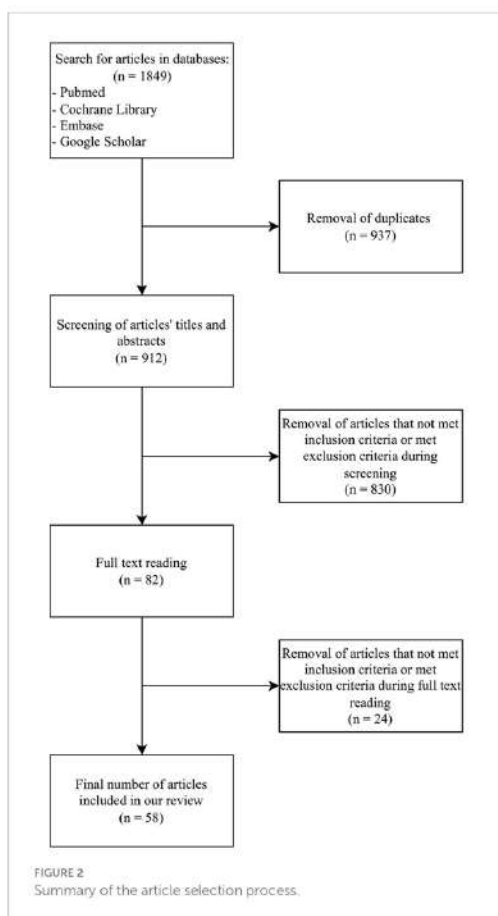 Search for articles in databases:
(n = 1849)
- Pubmed
- Cochrane Library
- Embase
- Google Scholar
Removal of duplicates
(n = 937)
Screening of articles' titles and
abstracts
(n = 912)
Removal of articles that not met
inclusion criteria or met
exclusion criteria during
screening
(n = 830)
Full text reading
(n = 82)
Removal of articles that not met
inclusion criteria or met
exclusion criteria during full text
reading
(n = 24)
Final number of articles
included in our review
(n = 58)
FIGURE 2
Summary of the article selection process.